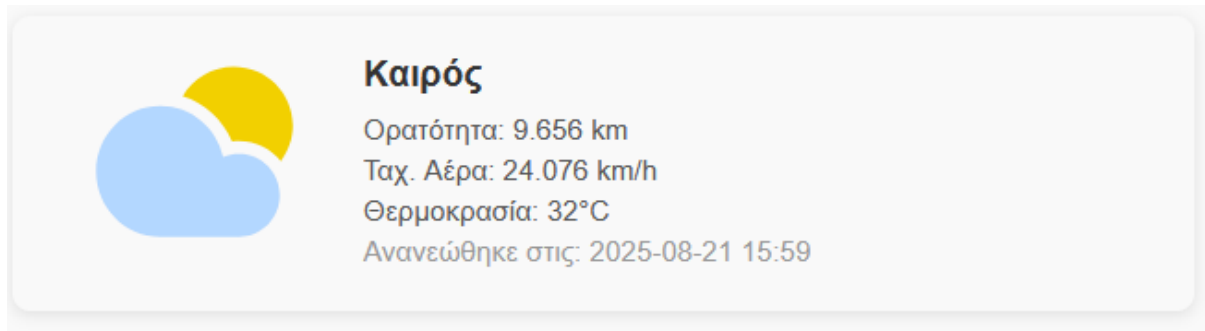 Καιρός
Ορατότητα: 9.656 km
Ταχ. Αέρα: 24.076 km/h
Θερμοκρασία: 32°C
Ανανεώθηκε στις: 2025-08-21 15:59